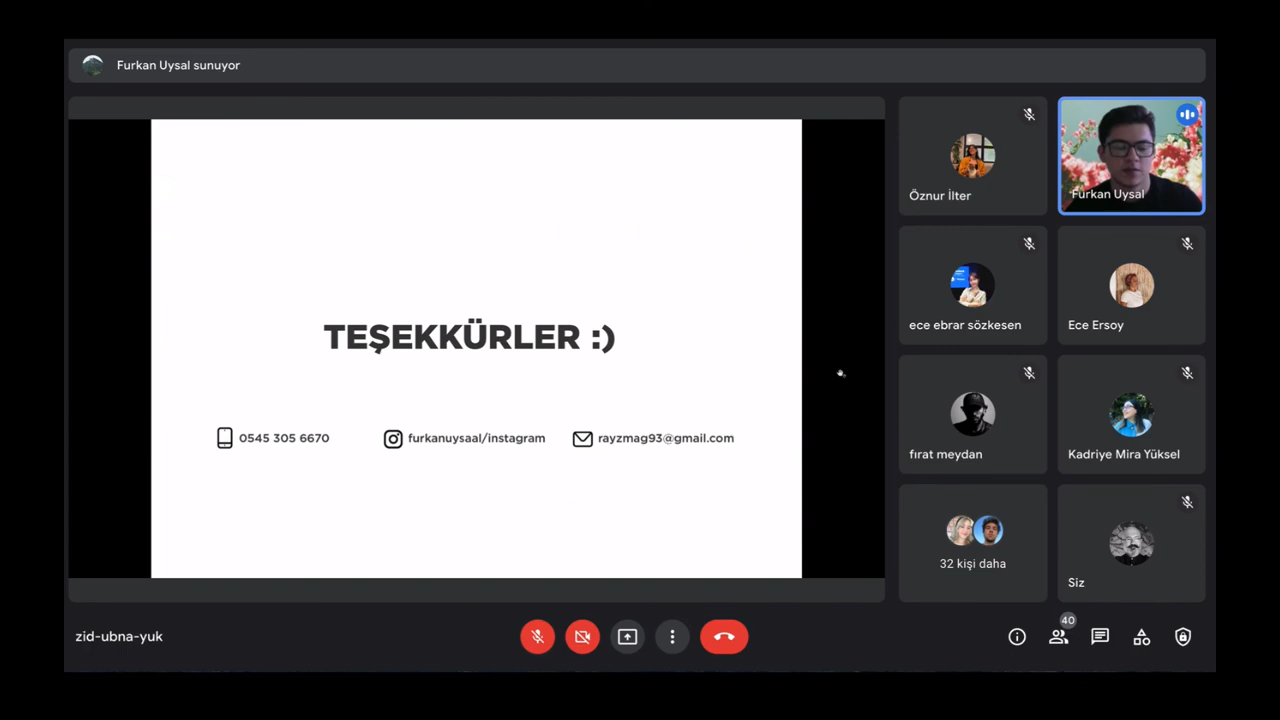 Furkan Uysal sunuyor
TEŞEKKÜRLER :)
0545 305 6670
furkanuysaal/instagram
rayzmag93@gmail.com
Öznur İlter
Furkan Uysal
ece ebrar sözkesen
Ece Ersoy
fırat meydan
Kadriye Mira Yüksel
32 kişi daha
Siz
zid-ubna-yuk
40